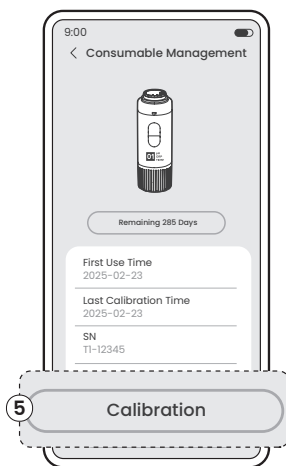 9:00
< Consumable Management
01
Remaining 285 Days
First Use Time
2025-02-23
Last Calibration Time
2025-02-23
SN
T1-12345
5
Calibration